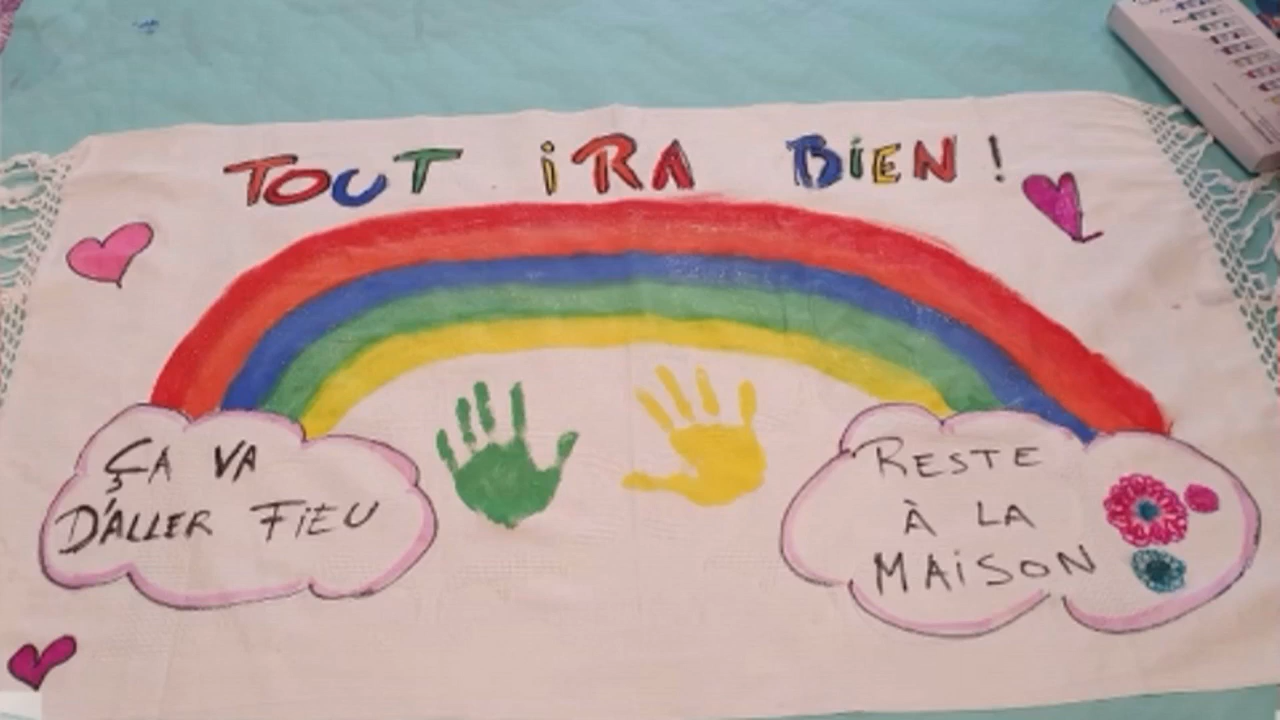 TOUT iRA BiEN !
ÇA VA
D'ALLER FiEU
RESTE
À LA
MAiSON